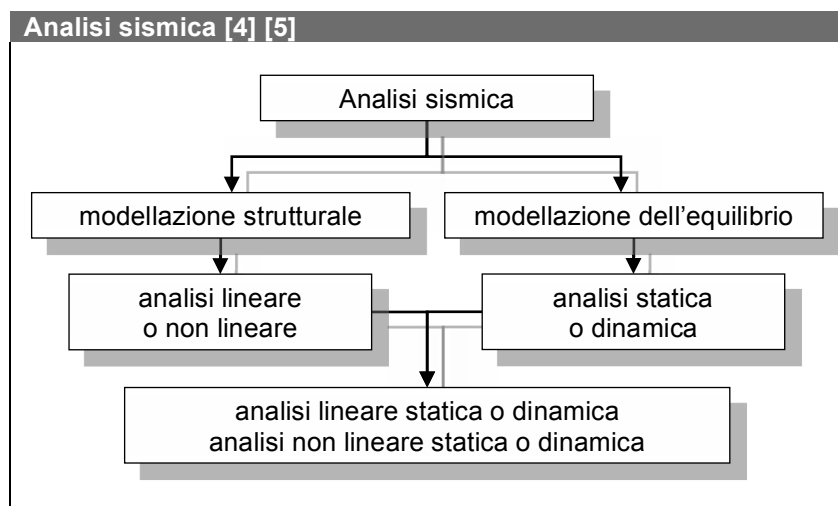 Analisi sismica [4] [5]
Analisi sismica
modellazione strutturale
modellazione dell'equilibrio
analisi lineare
o non lineare
analisi statica
o dinamica
analisi lineare statica o dinamica
analisi non lineare statica o dinamica